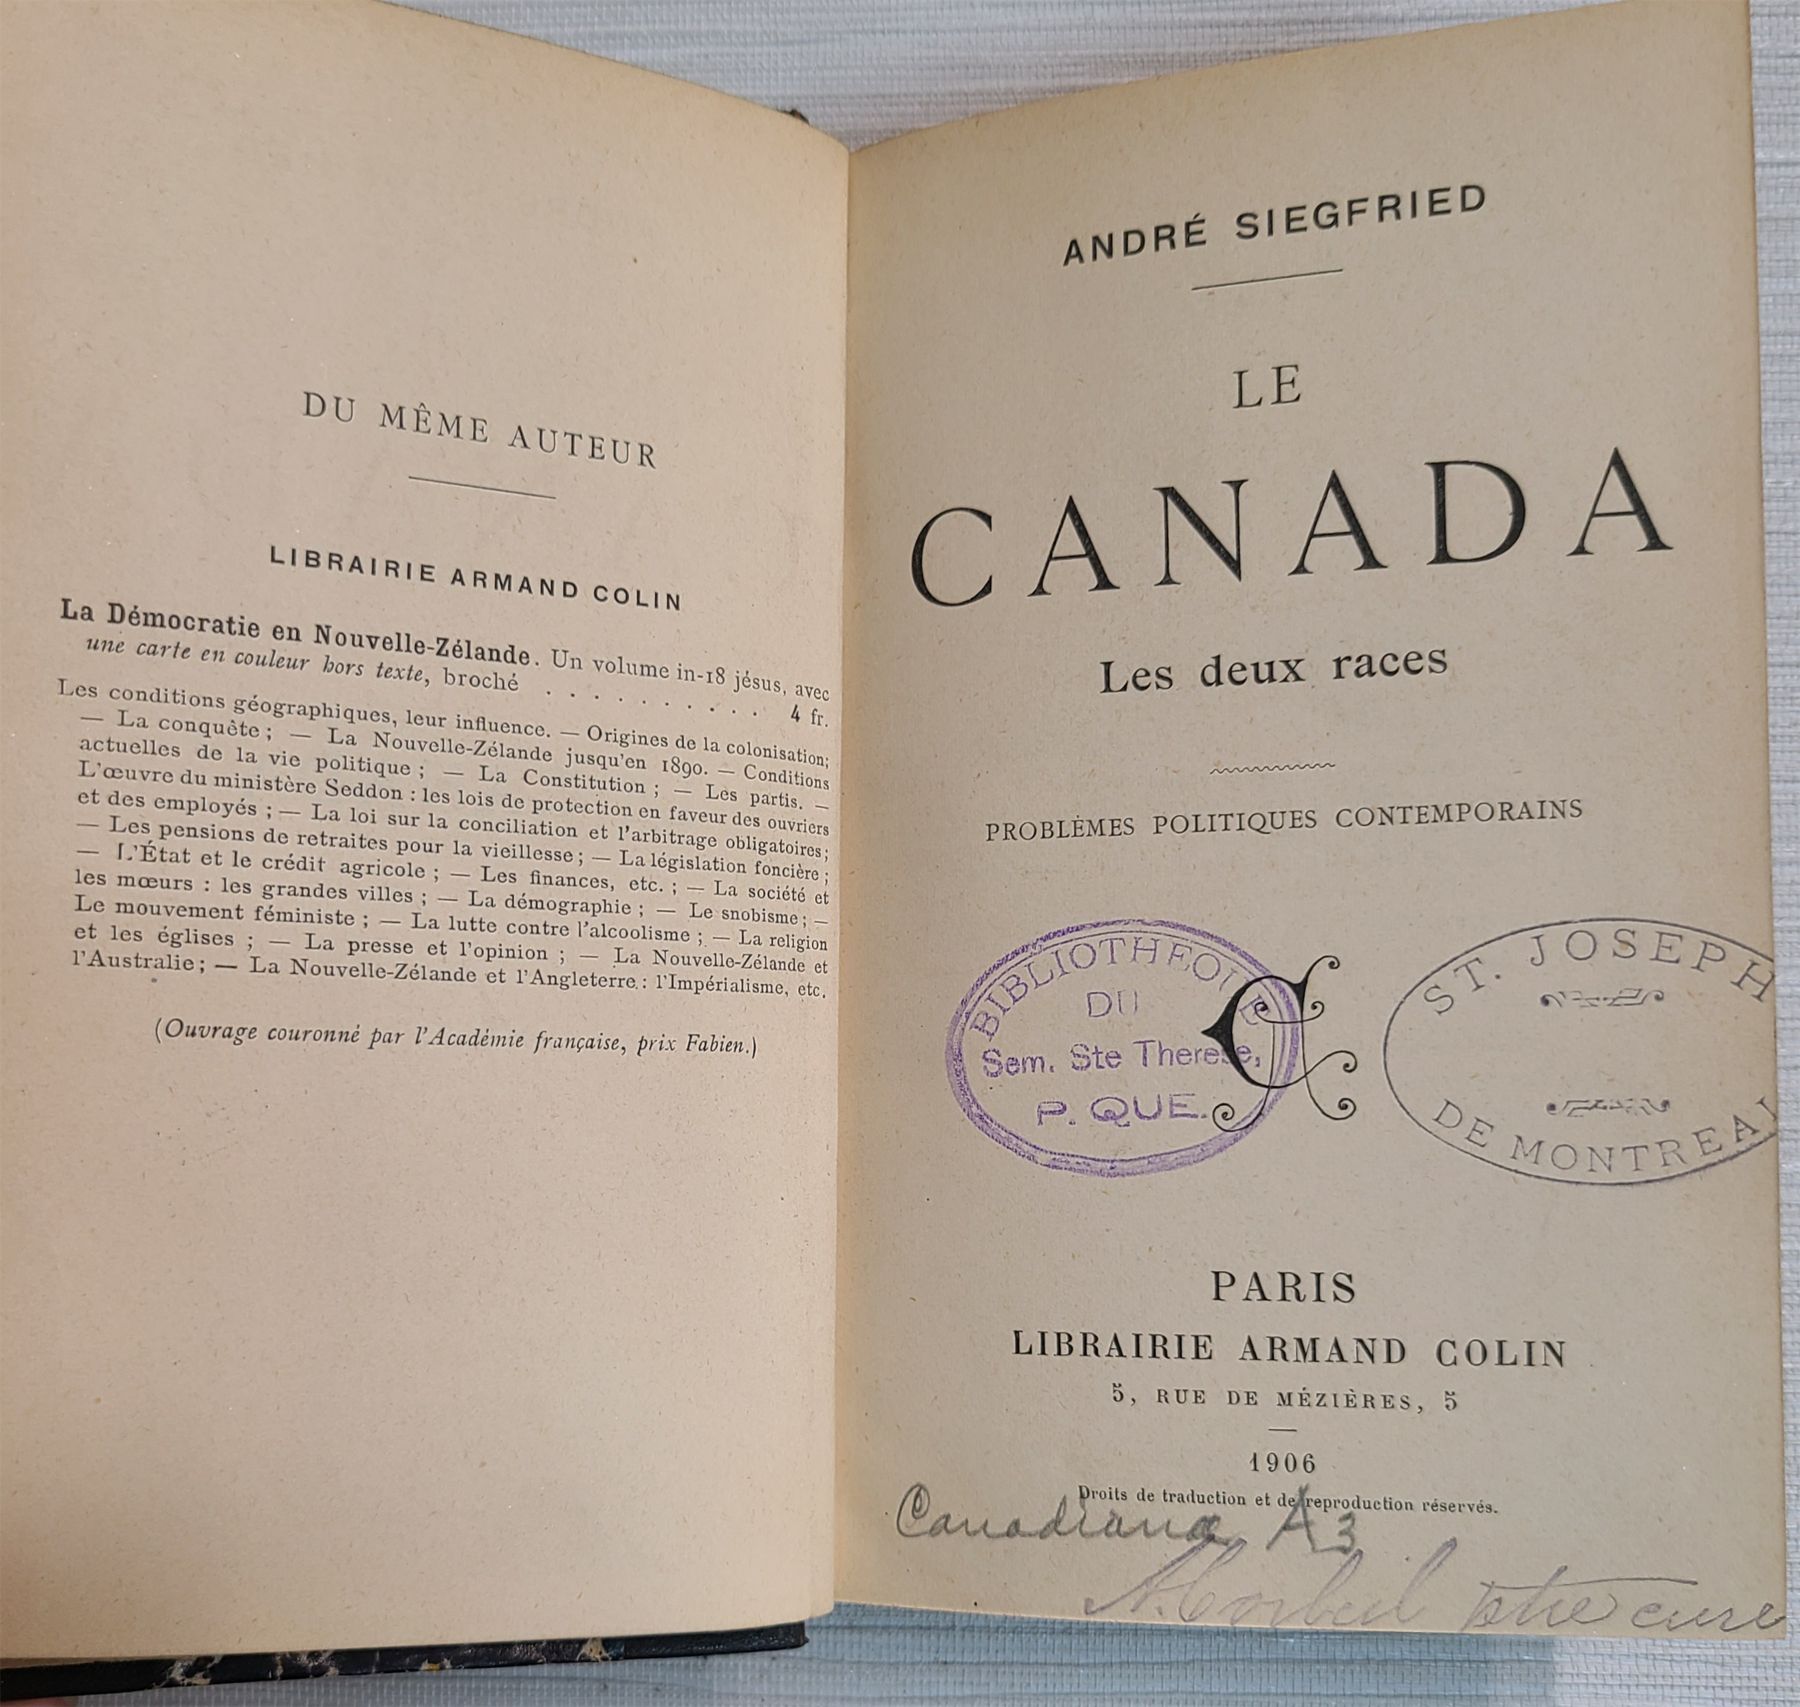 DU MÊME AUTEUR
LIBRAIRIE ARMAND COLIN
La Démocratie en Nouvelle-Zélande. Un volume in-18 jésus, avec
une carte en couleur hors texte, broché . . . . . . . . . 4 fr.
Les conditions géographiques, leur influence. — Origines de la colonisation;
— La conquête ; — La Nouvelle-Zélande jusqu'en 1890. — Conditions
actuelles de la vie politique ; — La Constitution ; — Les partis. —
L'œuvre du ministère Seddon : les lois de protection en faveur des ouvriers
et des employés ; — La loi sur la conciliation et l'arbitrage obligatoires;
— Les pensions de retraites pour la vieillesse ; — La législation foncière ;
— L'État et le crédit agricole ; — Les finances, etc. ; — La société et
les mœurs : les grandes villes ; — La démographie ; — Le snobisme ; —
Le mouvement féministe ; — La lutte contre l'alcoolisme ; — La religion
et les églises ; — La presse et l'opinion ; — La Nouvelle-Zélande et
l'Australie ; — La Nouvelle-Zélande et l'Angleterre : l'Impérialisme, etc.
(Ouvrage couronné par l'Académie française, prix Fabien.)
ANDRÉ SIEGFRIED
LE
CANADA
Les deux races
PROBLÈMES POLITIQUES CONTEMPORAINS
BIBLIOTHEQUE
DU
Sem. Ste Therese,
P. QUE.
ST. JOSEPH
DE MONTREAL
PARIS
LIBRAIRIE ARMAND COLIN
5, RUE DE MÉZIÈRES, 5
1906
Droits de traduction et de reproduction réservés.
Canadiana A3
A. Corbeil ptre curé